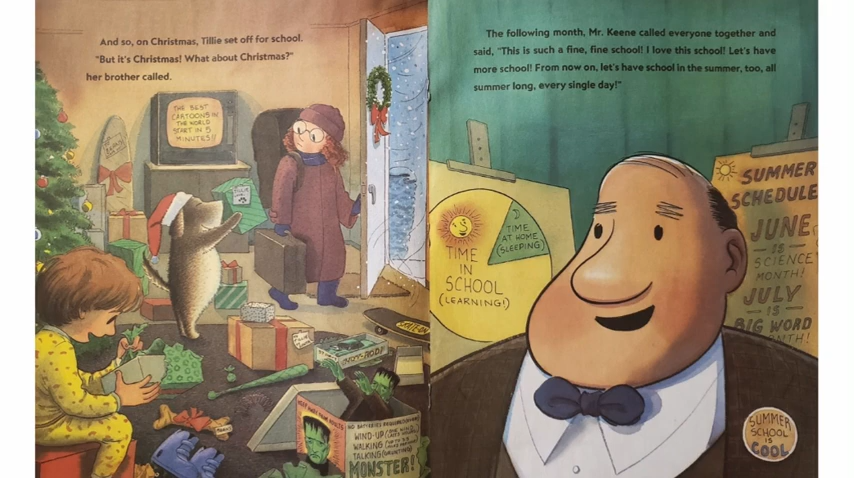 And so, on Christmas, Tillie set off for school.
"But it's Christmas! What about Christmas?"
her brother called.
THE BEST
CARTOONS IN
THE WORLD
START IN 5
MINUTES!!
NO BATTERIES
WIND-UP
WALKING
TALKING
MONSTER!
The following month, Mr. Keene called everyone together and
said, "This is such a fine, fine school! I love this school! Let's have
more school! From now on, let's have school in the summer, too, all
summer long, every single day!"
TIME
IN
SCHOOL
(LEARNING!)
TIME
AT HOME
(SLEEPING)
SUMMER
SCHEDULE
JUNE
IS
SCIENCE
MONTH!
JULY
IS
BIG WORD
MONTH!
SUMMER
SCHOOL
IS
COOL